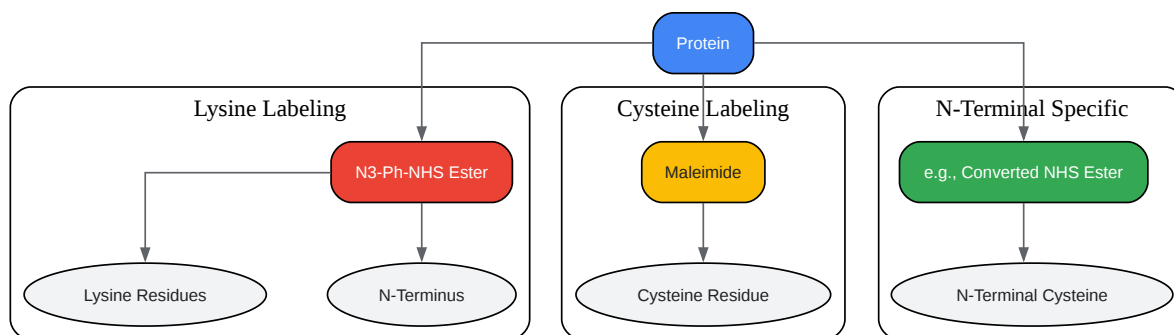 Protein
Lysine Labeling
Cysteine Labeling
N-Terminal Specific
N3-Ph-NHS Ester
Maleimide
e.g., Converted NHS Ester
Lysine Residues
N-Terminus
Cysteine Residue
N-Terminal Cysteine